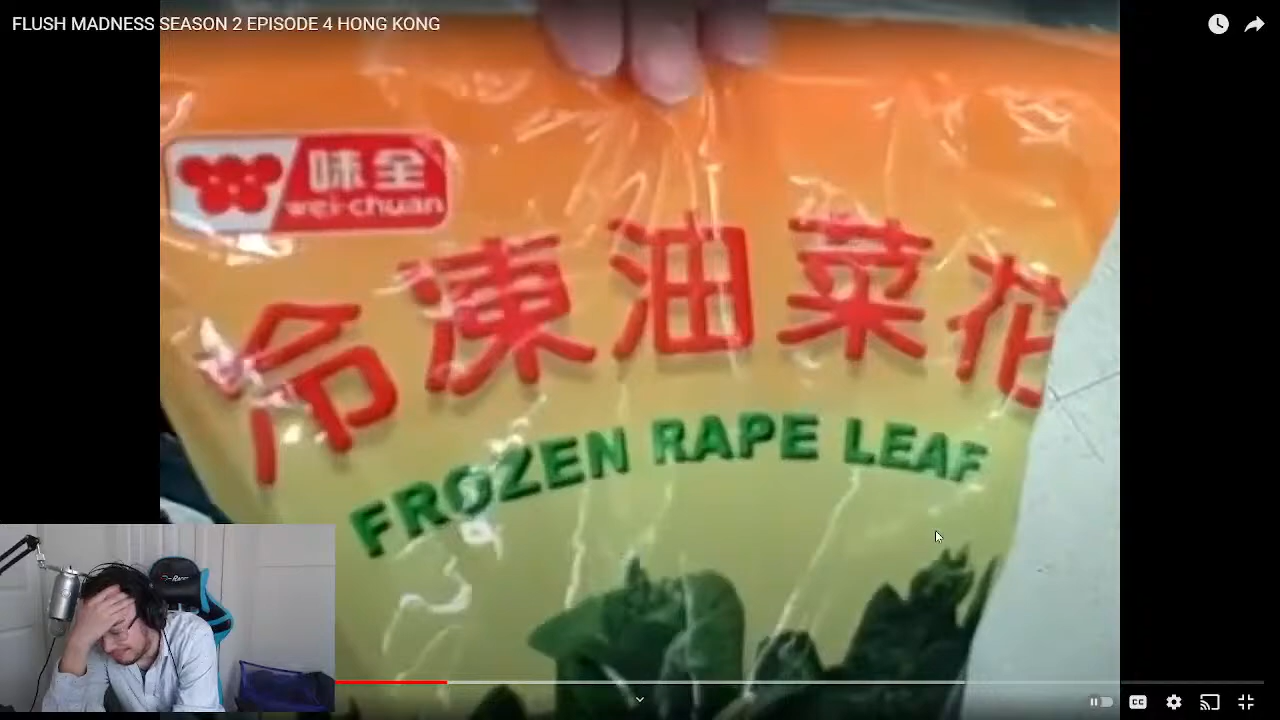 FLUSH MADNESS SEASON 2 EPISODE 4 HONG KONG
味全
wei-chuan
冷凍油菜花
FROZEN RAPE LEAF
CC